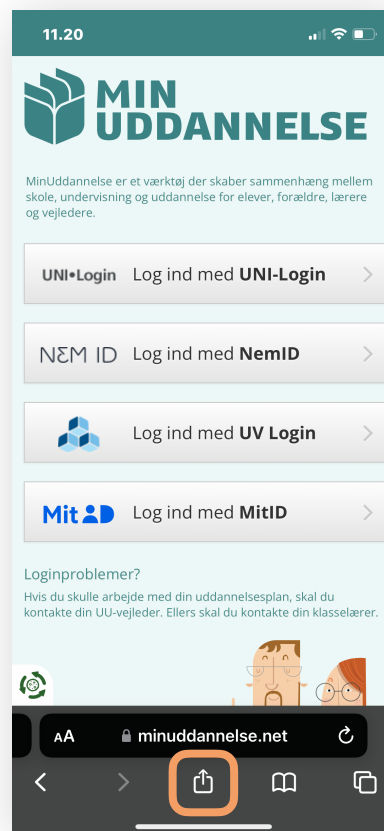 11.20
MIN
UDDANNELSE
MinUddannelse er et værktøj der skaber sammenhæng mellem
skole, undervisning og uddannelse for elever, forældre, lærere
og vejledere.
UNI•Login Log ind med UNI-Login
NEM ID Log ind med NemID
Log ind med UV Login
Mit ID Log ind med MitID
Loginproblemer?
Hvis du skulle arbejde med din uddannelsesplan, skal du
kontakte din UU-vejleder. Ellers skal du kontakte din klasselærer.
AA minuddannelse.net